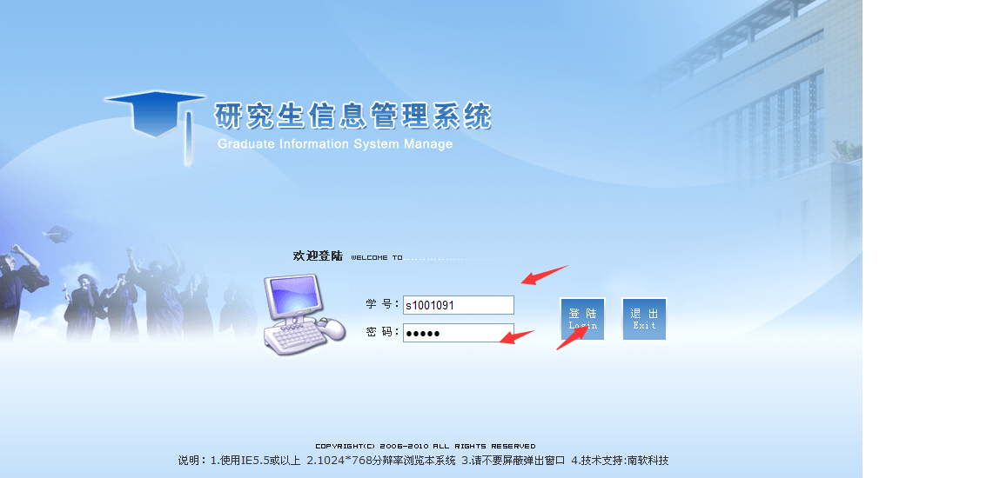 研究生信息管理系统
Graduate Information System Manage
欢迎登陆 WELCOME TO
学 号： s1001091
密 码： ●●●●●
登 陆
Login
退 出
Exit
COPYRIGHT(C) 2006-2010 ALL RIGHTS RESERVED
说明：1.使用IE5.5或以上 2.1024*768分辩率浏览本系统 3.请不要屏蔽弹出窗口 4.技术支持:南软科技